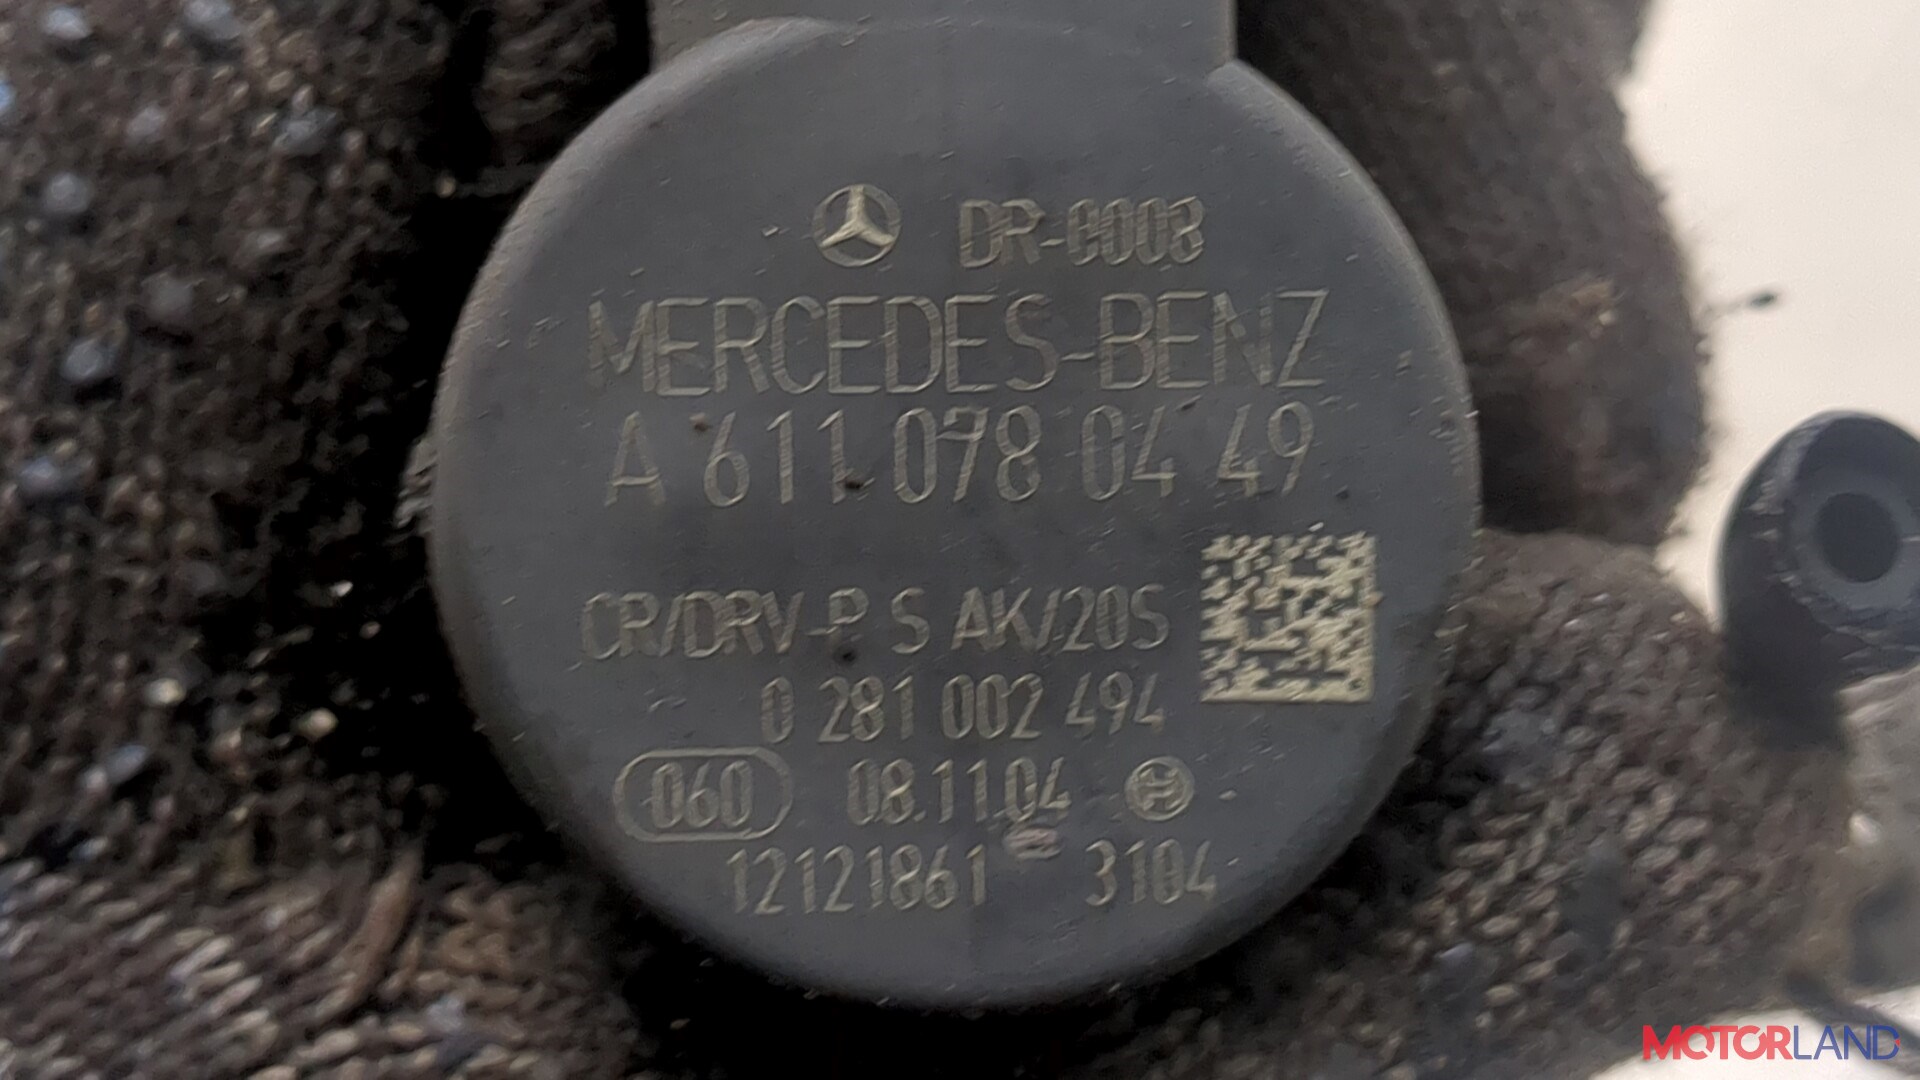 DR-0008
MERCEDES-BENZ
A 611 078 04 49
CR/DRV-P S AK/20S
0 281 002 494
060 08.11.04
12121861 3104
MOTORLAND